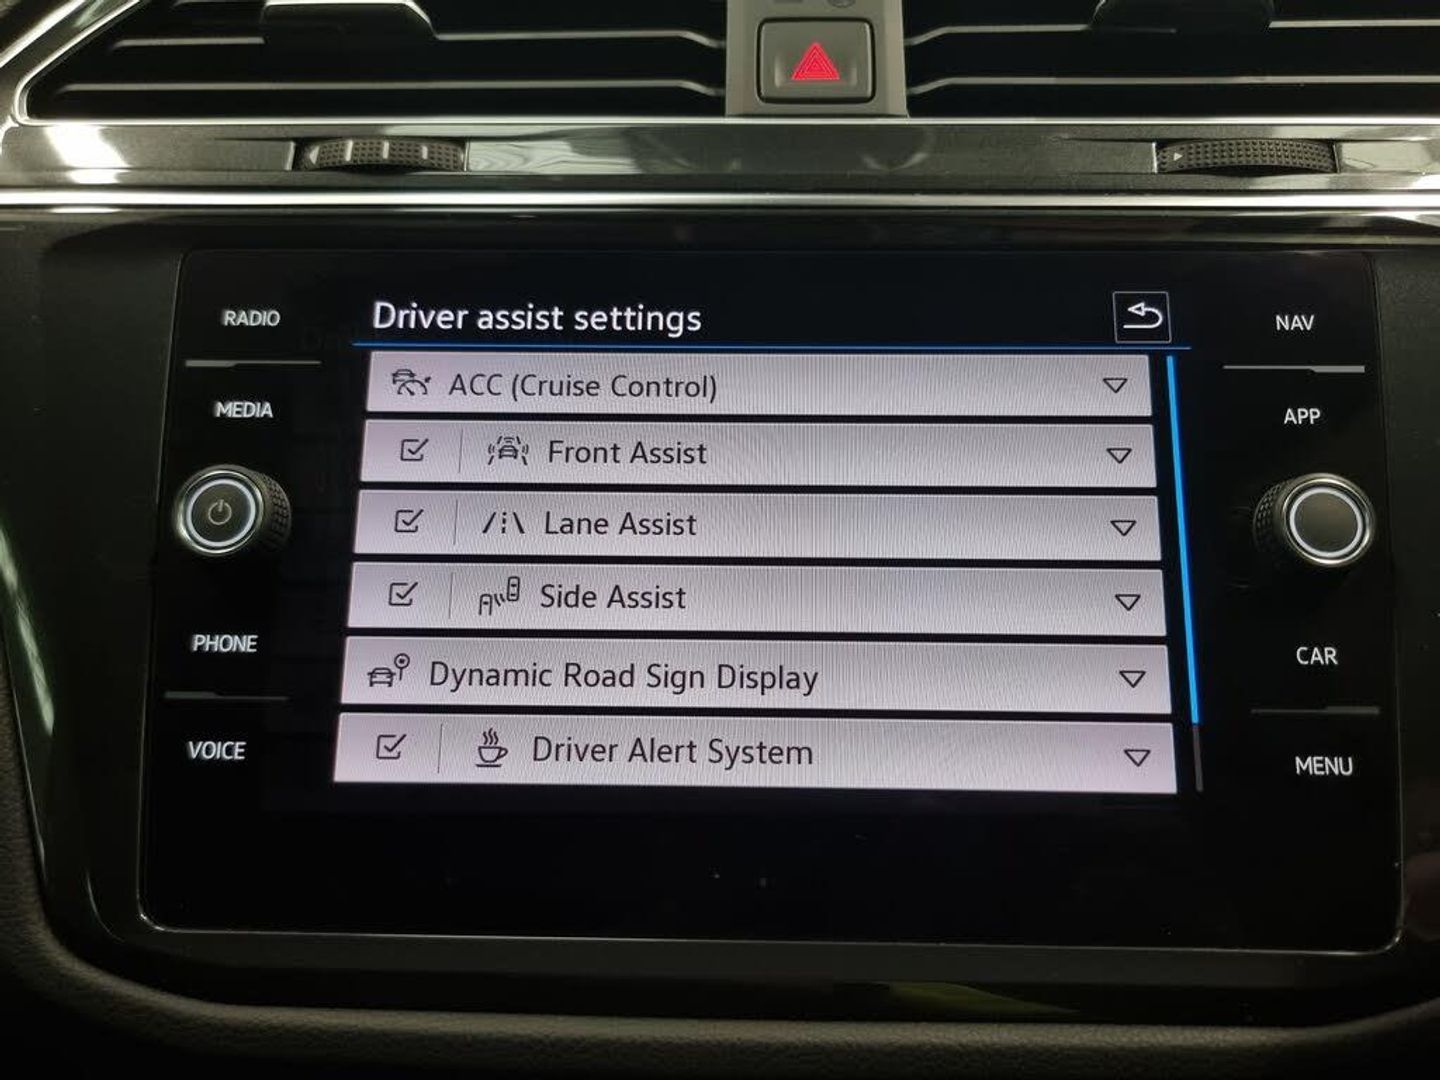 RADIO
MEDIA
PHONE
VOICE
Driver assist settings
ACC (Cruise Control)
Front Assist
Lane Assist
Side Assist
Dynamic Road Sign Display
Driver Alert System
NAV
APP
CAR
MENU